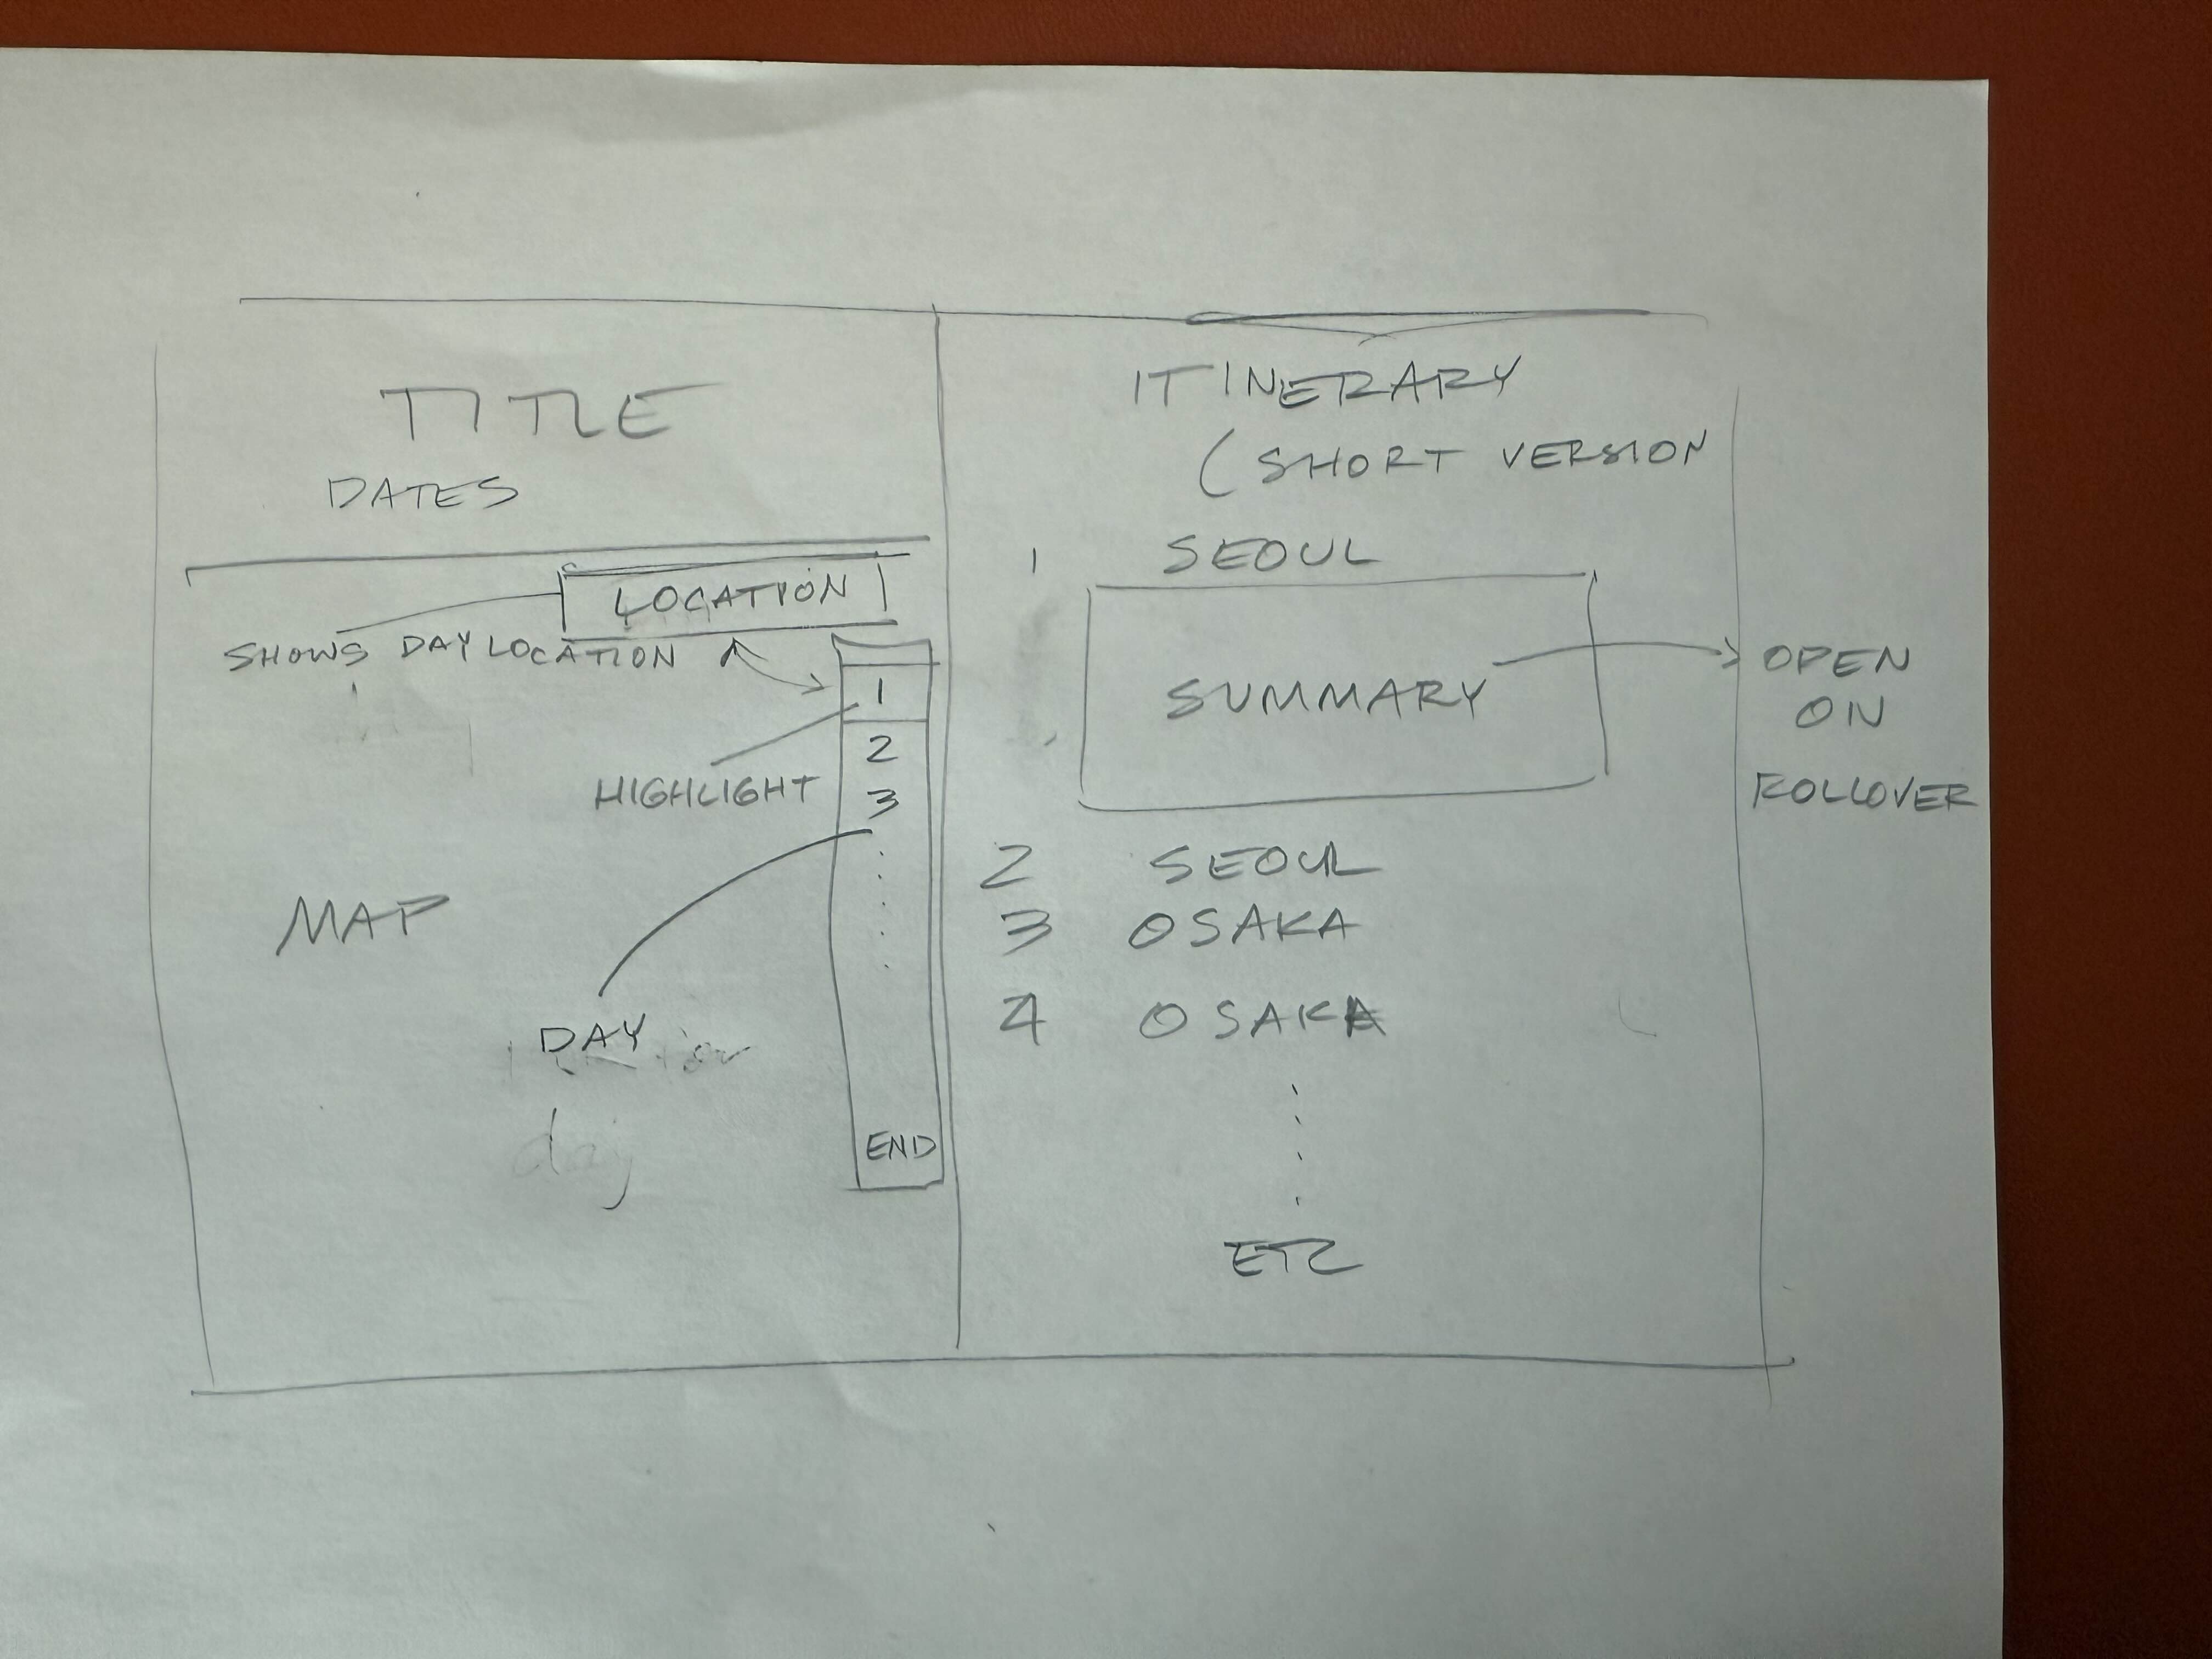 TITLE
DATES
LOCATION
SHOWS DAY LOCATION
1
2
3
HIGHLIGHT
MAP
DAY
day
END
ITINERARY
(SHORT VERSION
1 SEOUL
SUMMARY
OPEN
ON
ROLLOVER
2 SEOUL
3 OSAKA
4 OSAKA
ETC